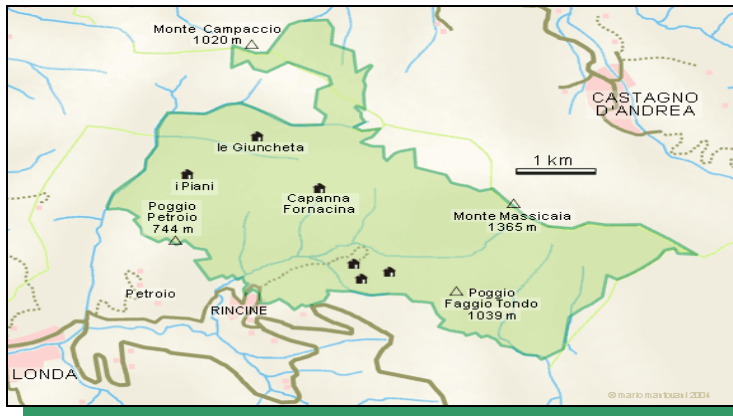 Monte Campaccio
1020 m
CASTAGNO
D'ANDREA
le Giuncheta
1 km
i Piani
Capanna
Fornacina
Poggio
Petroio
744 m
Monte Massicaia
1365 m
Petroio
RINCINE
Poggio
Faggio Tondo
1039 m
LONDA
© mario mantovani 2004